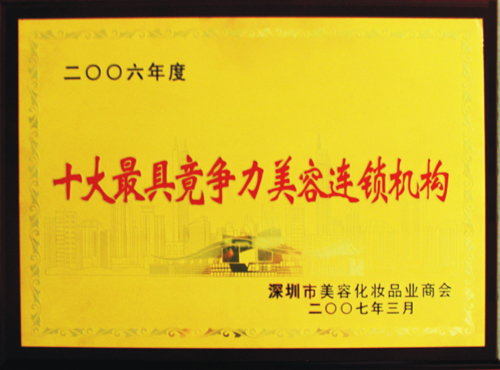 二〇〇六年度
十大最具竟争力美容连锁机构
深圳市美容化妆品业商会
二〇〇七年三月